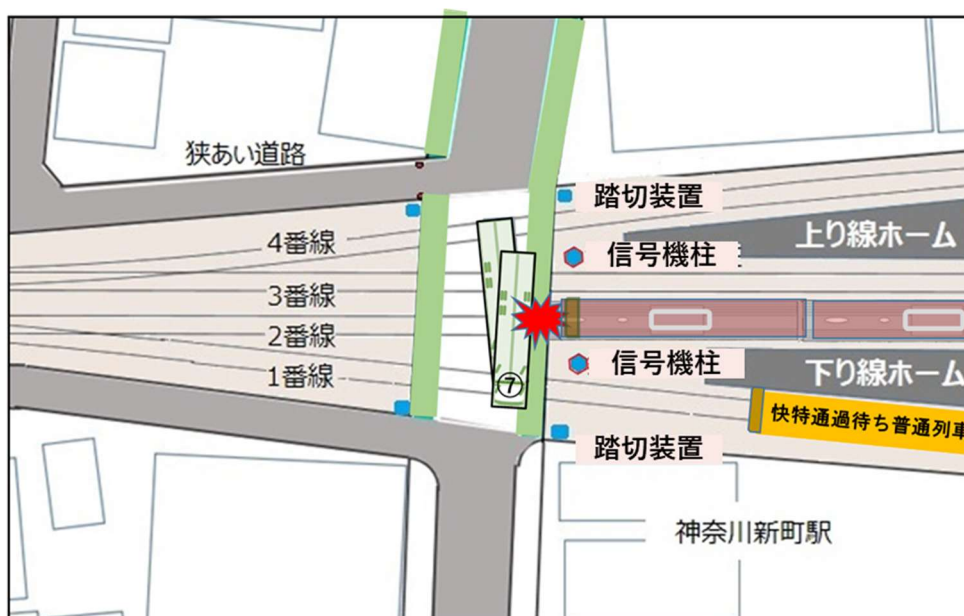 狭あい道路
踏切装置
4番線
上り線ホーム
信号機柱
3番線
2番線
信号機柱
1番線
下り線ホーム
⑦
快特通過待ち普通列車
踏切装置
神奈川新町駅